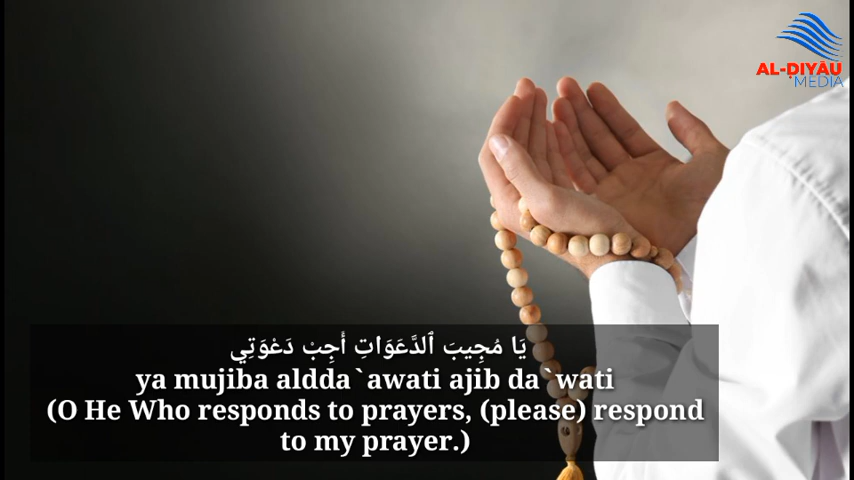 AL-ḌIYĀU
MEDIA
يَا مُجِيبَ ٱلدَّعَوَاتِ أَجِبْ دَعْوَتِي
ya mujiba aldda`awati ajib da`wati
(O He Who responds to prayers, (please) respond
to my prayer.)